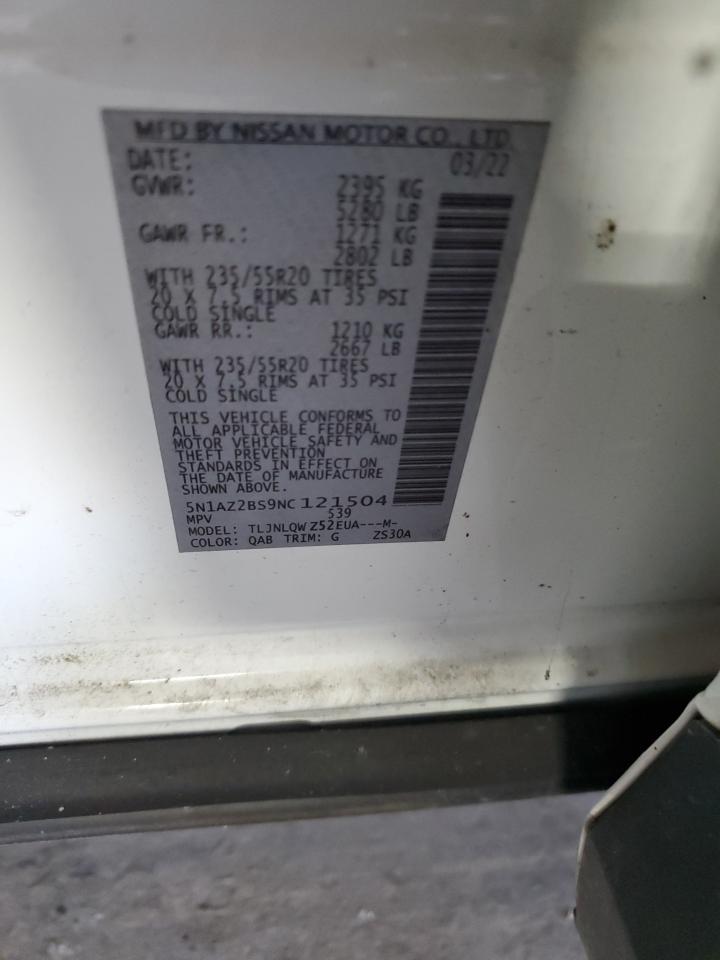 MFD BY NISSAN MOTOR CO., LTD.
DATE: 03/22
GVWR: 2395 KG
5280 LB
GAWR FR.: 1271 KG
2802 LB
WITH 235/55R20 TIRES
20 X 7.5 RIMS AT 35 PSI
COLD SINGLE
GAWR RR.: 1210 KG
2667 LB
WITH 235/55R20 TIRES
20 X 7.5 RIMS AT 35 PSI
COLD SINGLE
THIS VEHICLE CONFORMS TO
ALL APPLICABLE FEDERAL
MOTOR VEHICLE SAFETY AND
THEFT PREVENTION
STANDARDS IN EFFECT ON
THE DATE OF MANUFACTURE
SHOWN ABOVE.
5N1AZ2BS9NC121504
MPV 539
MODEL: TLJNLQW Z52EUA---M-
COLOR: QAB TRIM: G ZS30A